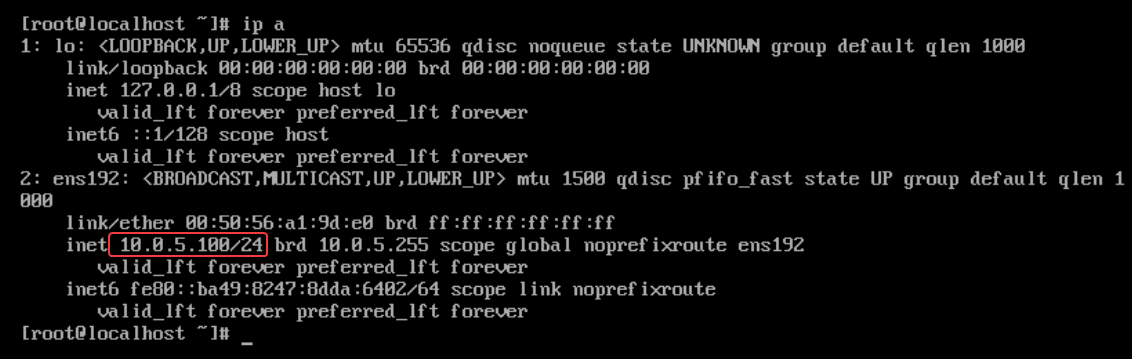 [root@localhost ~]# ip a
1: lo: <LOOPBACK,UP,LOWER_UP> mtu 65536 qdisc noqueue state UNKNOWN group default qlen 1000
    link/loopback 00:00:00:00:00:00 brd 00:00:00:00:00:00
    inet 127.0.0.1/8 scope host lo
       valid_lft forever preferred_lft forever
    inet6 ::1/128 scope host
       valid_lft forever preferred_lft forever
2: ens192: <BROADCAST,MULTICAST,UP,LOWER_UP> mtu 1500 qdisc pfifo_fast state UP group default qlen 1
000
    link/ether 00:50:56:a1:9d:e0 brd ff:ff:ff:ff:ff:ff
    inet 10.0.5.100/24 brd 10.0.5.255 scope global noprefixroute ens192
       valid_lft forever preferred_lft forever
    inet6 fe80::ba49:8247:8dda:6402/64 scope link noprefixroute
       valid_lft forever preferred_lft forever
[root@localhost ~]# _